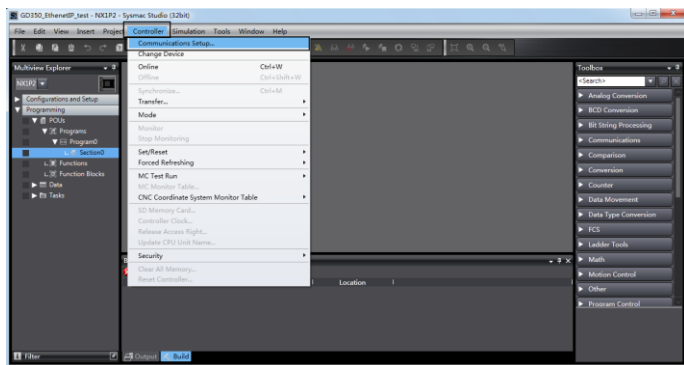 GD350_EthenetIP_test - NX1P2 - Sysmac Studio (32bit)
File Edit View Insert Project Controller Simulation Tools Window Help
Communications Setup...
Change Device
Online Ctrl+W
Offline Ctrl+Shift+W
Synchronize... Ctrl+M
Transfer...
Mode
Monitor
Stop Monitoring
Set/Reset
Forced Refreshing
MC Test Run
MC Monitor Table...
CNC Coordinate System Monitor Table
SD Memory Card...
Controller Clock...
Release Access Right...
Update CPU Unit Name...
Security
Clear All Memory...
Reset Controller...
Multiview Explorer
NX1P2
Configurations and Setup
Programming
POUs
Programs
Program0
Section0
Functions
Function Blocks
Data
Tasks
Filter
Location
Output Build
Toolbox
<Search>
Analog Conversion
BCD Conversion
Bit String Processing
Communications
Comparison
Conversion
Counter
Data Movement
Data Type Conversion
FCS
Ladder Tools
Math
Motion Control
Other
Program Control